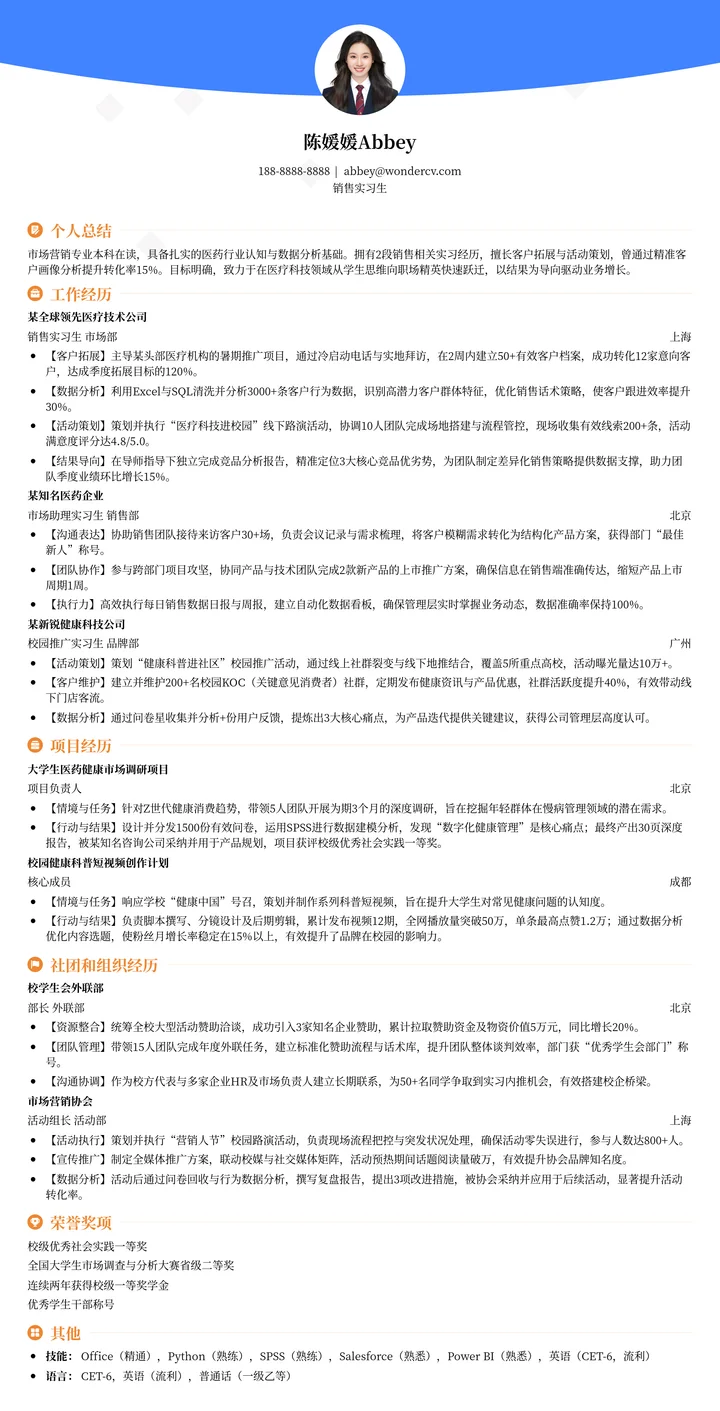 陈媛媛Abbey
188-8888-8888 | abbey@wondercv.com
销售实习生
个人总结
市场营销专业本科在读，具备扎实的医药行业认知与数据分析基础。拥有2段销售相关实习经历，擅长客户拓展与活动策划，曾通过精准客
户画像分析提升转化率15%。目标明确，致力于在医疗科技领域从学生思维向职场精英快速跃迁，以结果为导向驱动业务增长。
工作经历
某全球领先医疗技术公司
销售实习生 市场部 上海
• 【客户拓展】主导某头部医疗机构的暑期推广项目，通过冷启动电话与实地拜访，在2周内建立50+有效客户档案，成功转化12家意向客
户，达成季度拓展目标的120%。
• 【数据分析】利用Excel与SQL清洗并分析3000+条客户行为数据，识别高潜力客户群体特征，优化销售话术策略，使客户跟进效率提升
30%。
• 【活动策划】策划并执行“医疗科技进校园”线下路演活动，协调10人团队完成场地搭建与流程管控，现场收集有效线索200+条，活动
满意度评分达4.8/5.0。
• 【结果导向】在导师指导下独立完成竞品分析报告，精准定位3大核心竞品优劣势，为团队制定差异化销售策略提供数据支撑，助力团
队季度业绩环比增长15%。
某知名医药企业
市场助理实习生 销售部 北京
• 【沟通表达】协助销售团队接待来访客户30+场，负责会议记录与需求梳理，将客户模糊需求转化为结构化产品方案，获得部门“最佳
新人”称号。
• 【团队协作】参与跨部门项目攻坚，协同产品与技术团队完成2款新产品的上市推广方案，确保信息在销售端准确传达，缩短产品上市
周期1周。
• 【执行力】高效执行每日销售数据日报与周报，建立自动化数据看板，确保管理层实时掌握业务动态，数据准确率保持100%。
某新锐健康科技公司
校园推广实习生 品牌部 广州
• 【活动策划】策划“健康科普进社区”校园推广活动，通过线上社群裂变与线下地推结合，覆盖5所重点高校，活动曝光量达10万+。
• 【客户维护】建立并维护200+名校园KOC（关键意见消费者）社群，定期发布健康资讯与产品优惠，社群活跃度提升40%，有效带动线
下门店客流。
• 【数据分析】通过问卷星收集并分析+份用户反馈，提炼出3大核心痛点，为产品迭代提供关键建议，获得公司管理层高度认可。
项目经历
大学生医药健康市场调研项目
项目负责人 北京
• 【情境与任务】针对Z世代健康消费趋势，带领5人团队开展为期3个月的深度调研，旨在挖掘年轻群体在慢病管理领域的潜在需求。
• 【行动与结果】设计并分发1500份有效问卷，运用SPSS进行数据建模分析，发现“数字化健康管理”是核心痛点；最终产出30页深度
报告，被某知名咨询公司采纳并用于产品规划，项目获评校级优秀社会实践一等奖。
校园健康科普短视频创作计划
核心成员 成都
• 【情境与任务】响应学校“健康中国”号召，策划并制作系列科普短视频，旨在提升大学生对常见健康问题的认知度。
• 【行动与结果】负责脚本撰写、分镜设计及后期剪辑，累计发布视频12期，全网播放量突破50万，单条最高点赞1.2万；通过数据分析
优化内容选题，使粉丝月增长率稳定在15%以上，有效提升了品牌在校园的影响力。
社团和组织经历
校学生会外联部
部长 外联部 北京
• 【资源整合】统筹全校大型活动赞助洽谈，成功引入3家知名企业赞助，累计拉取赞助资金及物资价值5万元，同比增长20%。
• 【团队管理】带领15人团队完成年度外联任务，建立标准化赞助流程与话术库，提升团队整体谈判效率，部门获“优秀学生会部门”称
号。
• 【沟通协调】作为校方代表与多家企业HR及市场负责人建立长期联系，为50+名同学争取到实习内推机会，有效搭建校企桥梁。
市场营销协会
活动组长 活动部 上海
• 【活动执行】策划并执行“营销人节”校园路演活动，负责现场流程把控与突发状况处理，确保活动零失误进行，参与人数达800+人。
• 【宣传推广】制定全媒体推广方案，联动校媒与社交媒体矩阵，活动预热期间话题阅读量破万，有效提升协会品牌知名度。
• 【数据分析】活动后通过问卷回收与行为数据分析，撰写复盘报告，提出3项改进措施，被协会采纳并应用于后续活动，显著提升活动
转化率。
荣誉奖项
校级优秀社会实践一等奖
全国大学生市场调查与分析大赛省级二等奖
连续两年获得校级一等奖学金
优秀学生干部称号
其他
• 技能： Office（精通）, Python（熟练）, SPSS（熟练）, Salesforce（熟悉）, Power BI（熟悉）, 英语（CET-6，流利）
• 语言： CET-6，英语（流利）, 普通话（一级乙等）